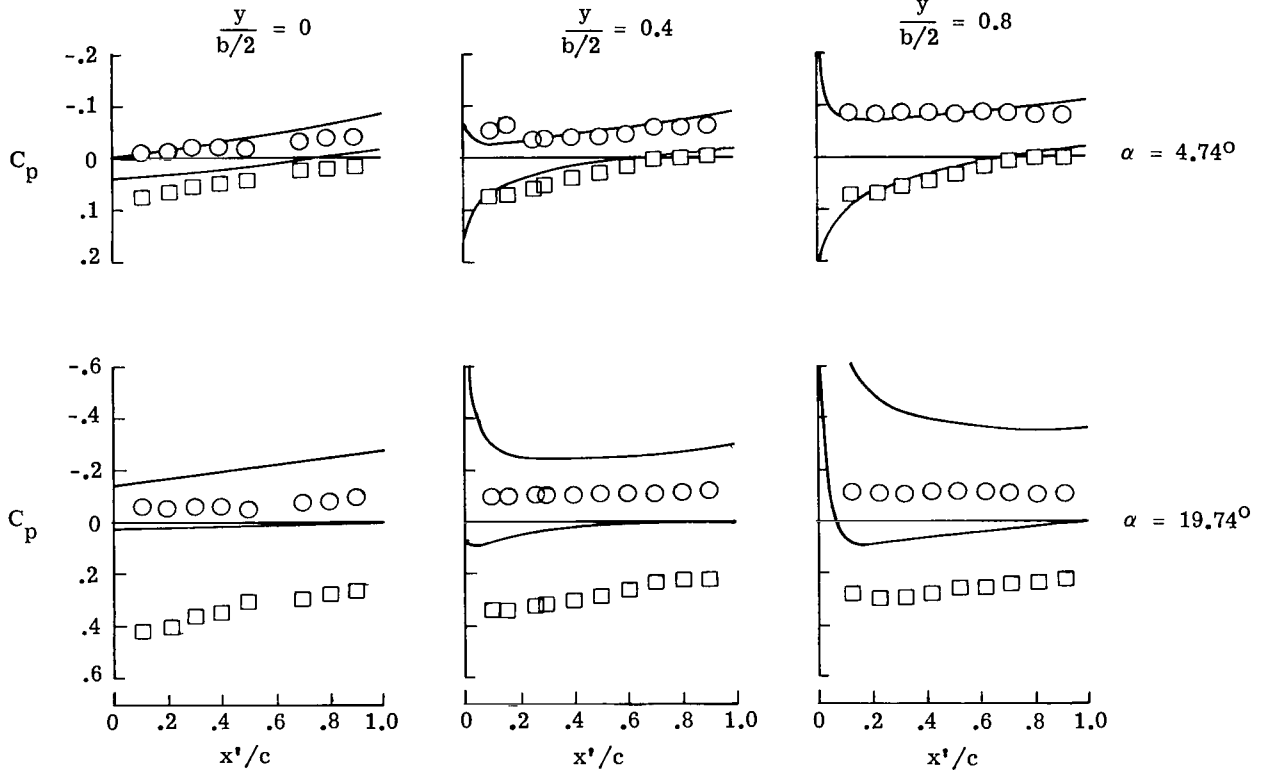 y/(b/2) = 0
y/(b/2) = 0.4
y/(b/2) = 0.8
-.2
-.1
0
.1
.2
C_p
α = 4.74°
-.6
-.4
-.2
0
.2
.4
.6
C_p
α = 19.74°
0 .2 .4 .6 .8 1.0
0 .2 .4 .6 .8 1.0
0 .2 .4 .6 .8 1.0
x'/c
x'/c
x'/c